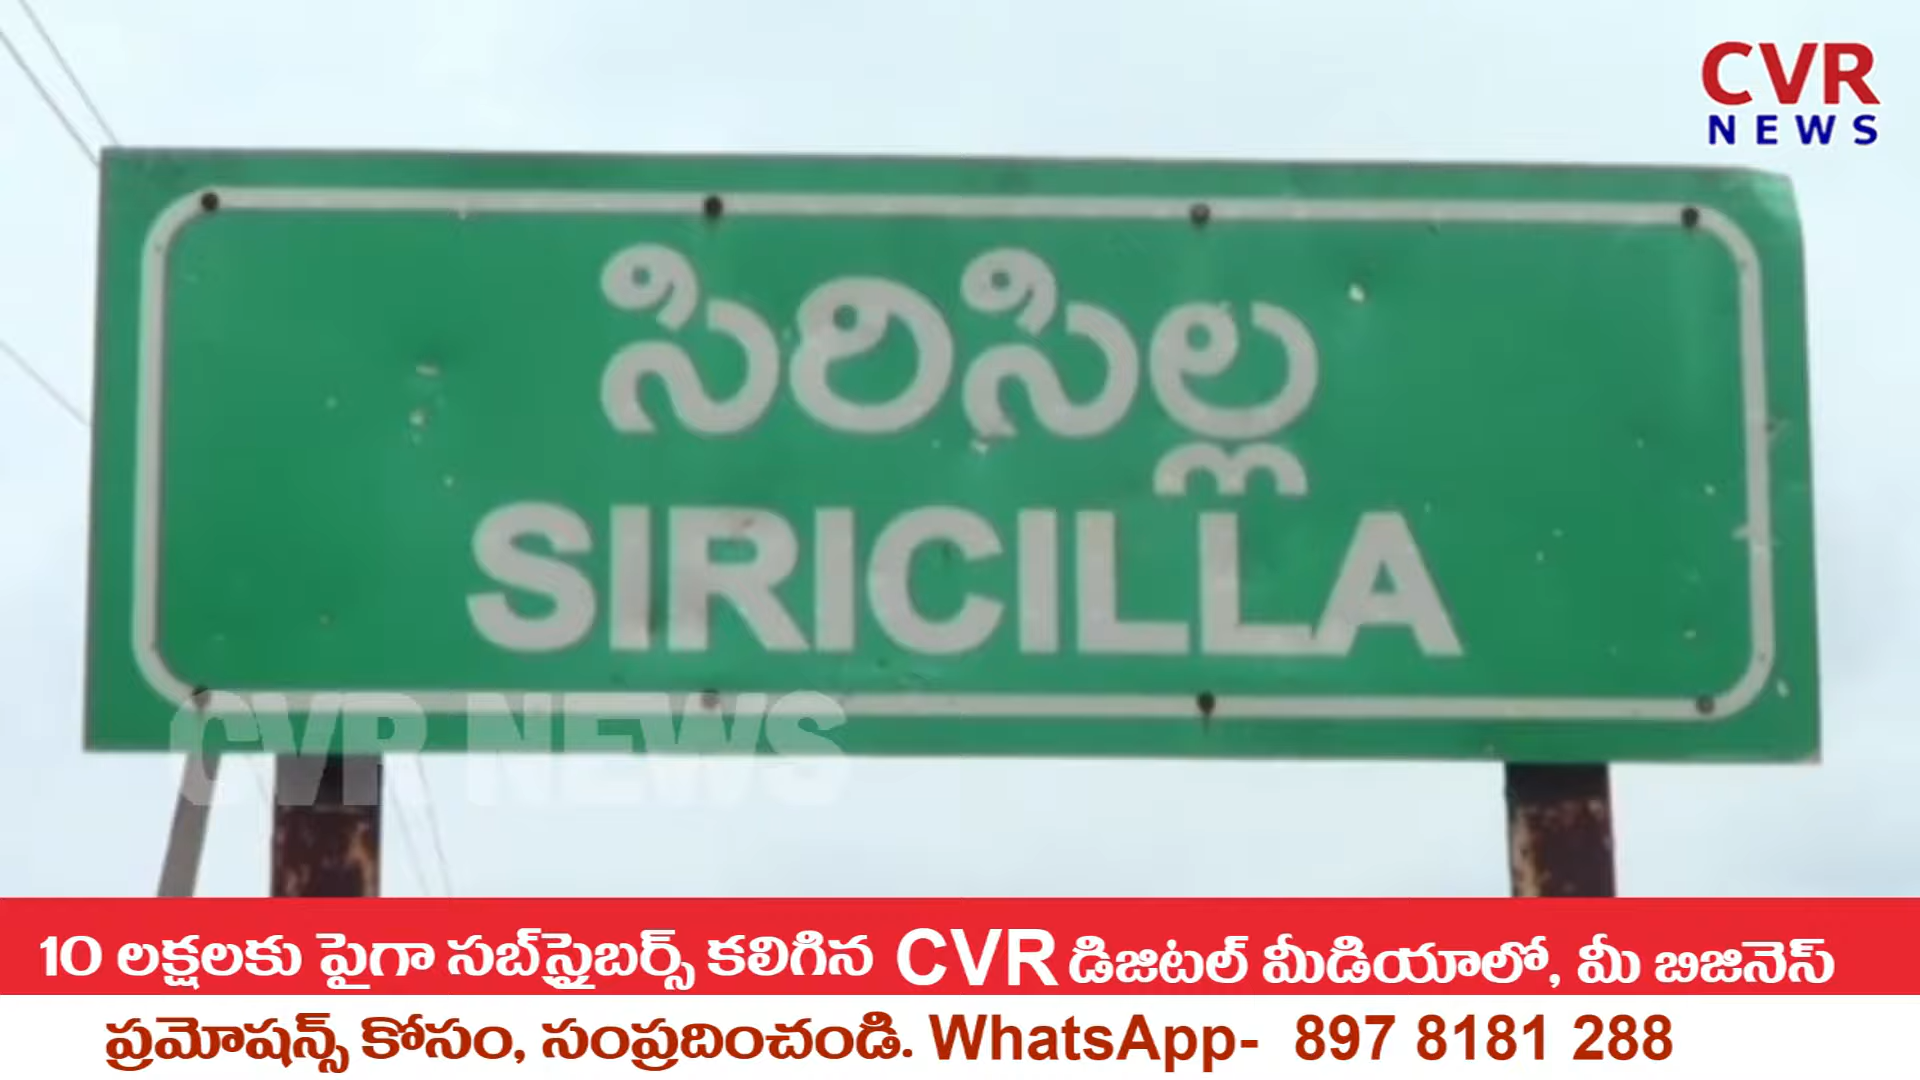 CVR
NEWS
సిరిసిల్ల
SIRICILLA
CVR NEWS
10 లక్షలకు పైగా సబ్‌స్క్రైబర్స్ కలిగిన CVR డిజిటల్ మీడియాలో, మీ బిజినెస్
ప్రమోషన్స్ కోసం, సంప్రదించండి. WhatsApp- 897 8181 288